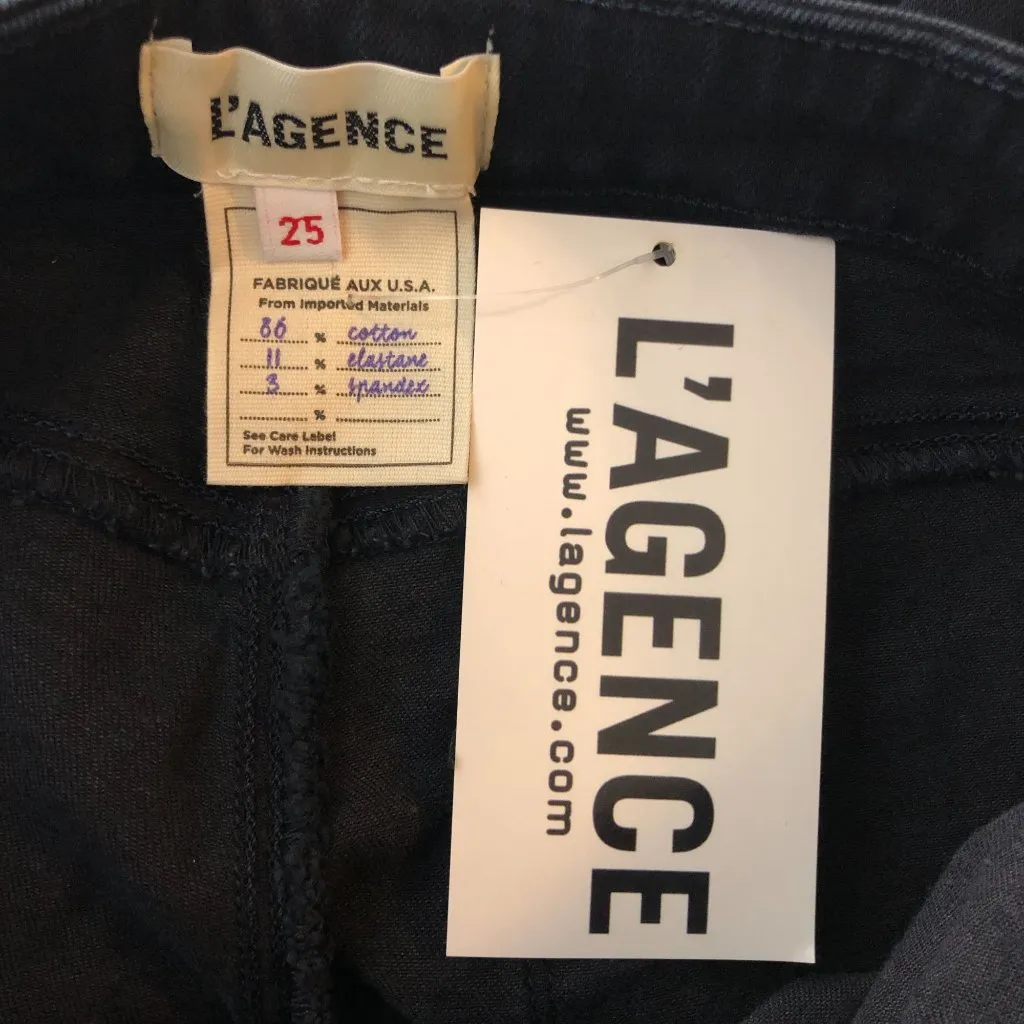 L'AGENCE
25
FABRIQUÉ AUX U.S.A.
From Imported Materials
86 % cotton
11 % elastane
3 % spandex
%
See Care Label
For Wash Instructions
L'AGENCE
www.lagence.com